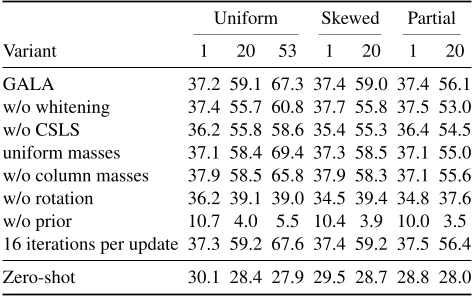 Uniform Skewed Partial
Variant 1 20 53 1 20 1 20
GALA 37.2 59.1 67.3 37.4 59.0 37.4 56.1
w/o whitening 37.4 55.7 60.8 37.7 55.8 37.5 53.0
w/o CSLS 36.2 55.8 58.6 35.4 55.3 36.4 54.5
uniform masses 37.1 58.4 69.4 37.3 58.5 37.1 55.0
w/o column masses 37.9 58.5 65.8 37.9 58.3 37.1 55.6
w/o rotation 36.2 39.1 39.0 34.5 39.4 34.8 37.6
w/o prior 10.7 4.0 5.5 10.4 3.9 10.0 3.5
16 iterations per update 37.3 59.2 67.6 37.4 59.2 37.5 56.4
Zero-shot 30.1 28.4 27.9 29.5 28.7 28.8 28.0